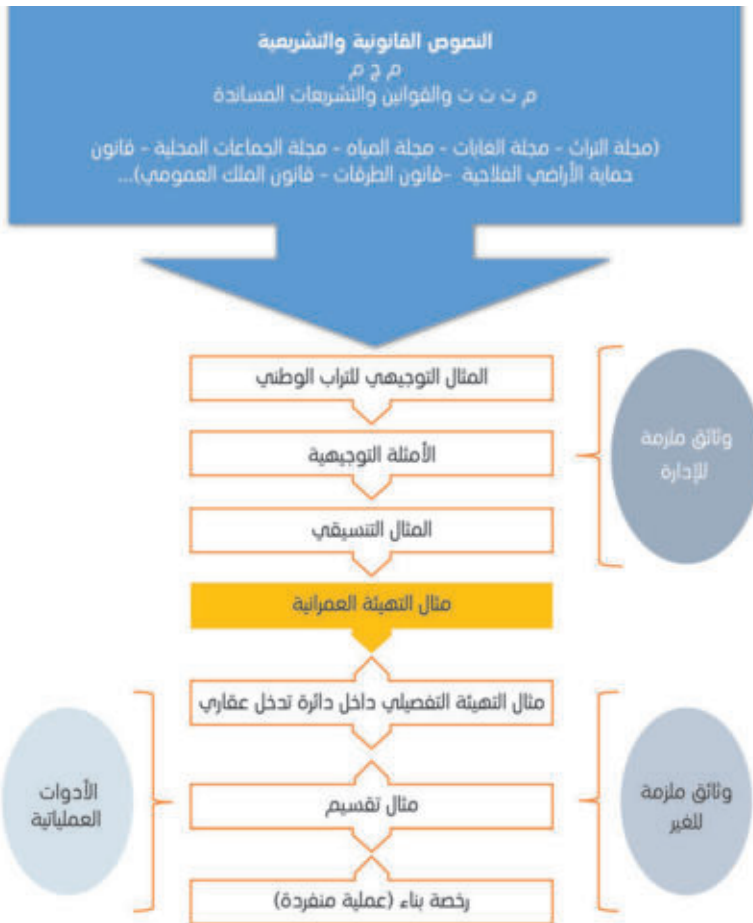 النصوص القانونية والتشريعية
م ج م
م ت ت ت والقوانين والتشريعات المساندة
(مجلة التراث - مجلة الغابات - مجلة المياه - مجلة الجماعات المحلية - قانون
حماية الأراضي الفلاحية -قانون الطرقات - قانون الملك العمومي)...
المثال التوجيهي للتراب الوطني
الأمثلة التوجيهية
المثال التنسيقي
وثائق ملزمة
للإدارة
مثال التهيئة العمرانية
مثال التهيئة التفصيلي داخل دائرة تدخل عقاري
مثال تقسيم
رخصة بناء (عملية منفردة)
وثائق ملزمة
للغير
الأدوات
العملياتية